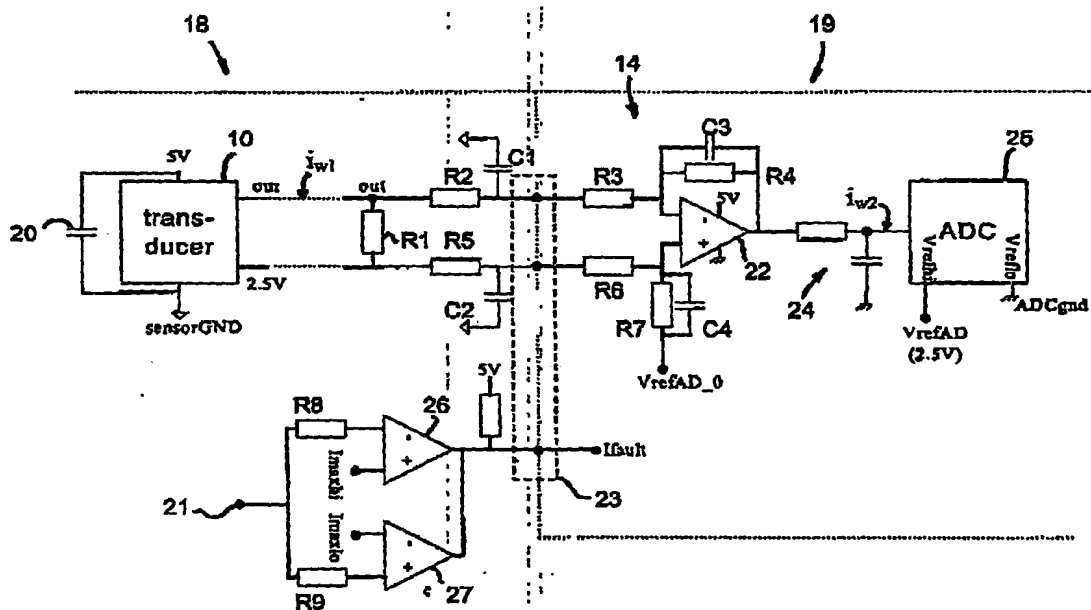 18
19
14
5V
10
out
iw1
out
R2
C1
R3
C3
R4
5V
iw2
25
20
trans-
ducer
R1
R5
22
ADC
Vrefhi
Vreflo
2.5V
R6
24
sensorGND
C2
R7
C4
ADCgnd
VrefAD
(2.5V)
VrefAD_0
5V
R8
26
Imaxhi
Ifault
21
23
Imaxlo
R9
27